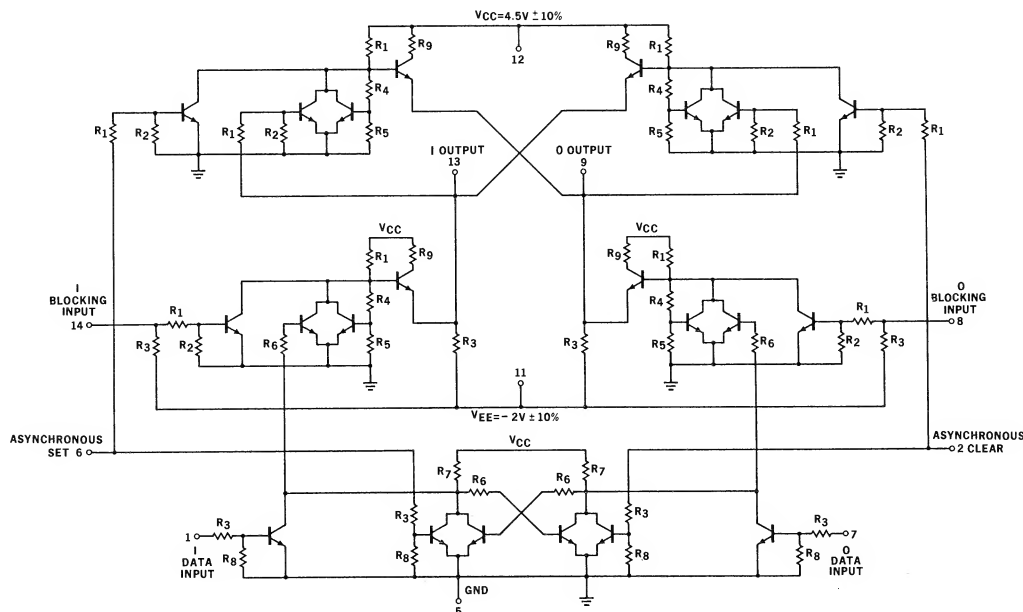 VCC=4.5V ± 10%
R1 R9 12 R9 R1
R4 R4
R1 R2 R1 R2 R5 R5 R2 R1 R2 R1
I OUTPUT O OUTPUT
13 9
VCC VCC
R1 R9 R9 R1
I
BLOCKING
INPUT
14
O
BLOCKING
INPUT
8
R1 R4 R4 R1
R3 R2 R6 R5 R3 R3 R5 R6 R2 R3
11
VEE=-2V±10%
ASYNCHRONOUS
SET 6
ASYNCHRONOUS
2 CLEAR
VCC
R7 R7
R6 R6
R3 R3
R3 R3
1 7
R8 R8 R8 R8
I
DATA
INPUT
O
DATA
INPUT
GND
5